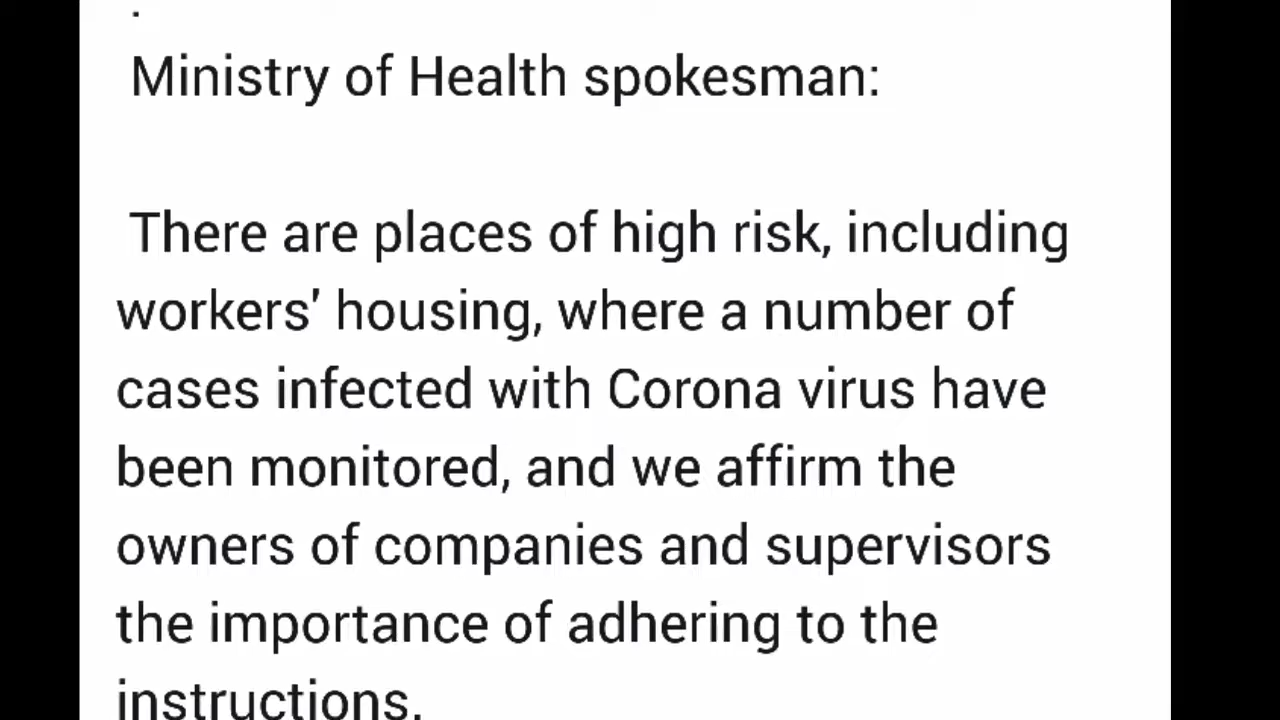 Ministry of Health spokesman:
There are places of high risk, including
workers' housing, where a number of
cases infected with Corona virus have
been monitored, and we affirm the
owners of companies and supervisors
the importance of adhering to the
instructions.